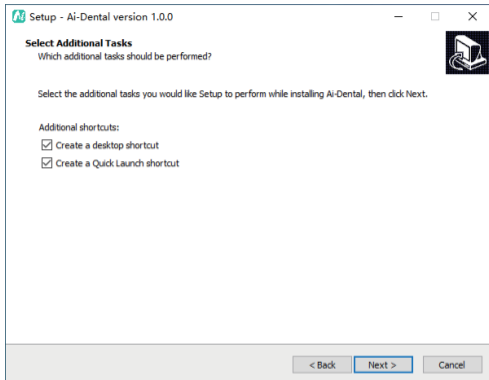 Setup - Ai-Dental version 1.0.0
Select Additional Tasks
Which additional tasks should be performed?
Select the additional tasks you would like Setup to perform while installing Ai-Dental, then click Next.
Additional shortcuts:
Create a desktop shortcut
Create a Quick Launch shortcut
< Back
Next >
Cancel